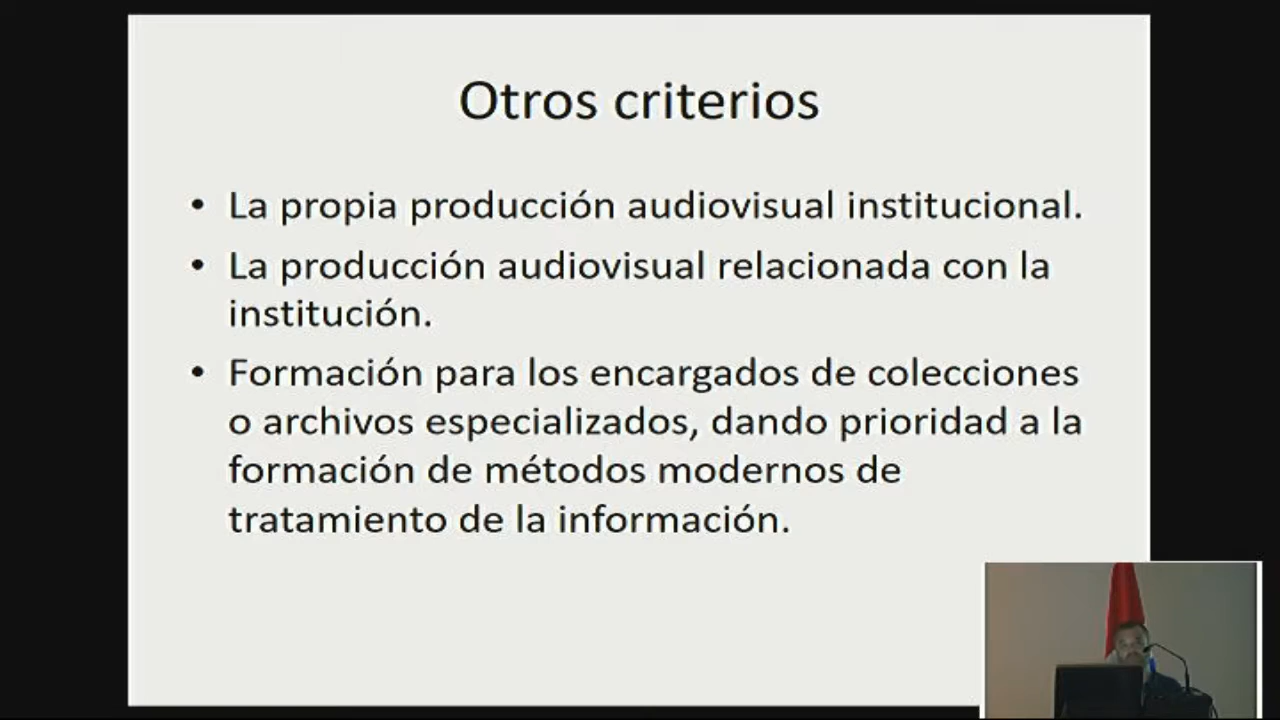 Otros criterios
• La propia producción audiovisual institucional.
• La producción audiovisual relacionada con la
institución.
• Formación para los encargados de colecciones
o archivos especializados, dando prioridad a la
formación de métodos modernos de
tratamiento de la información.